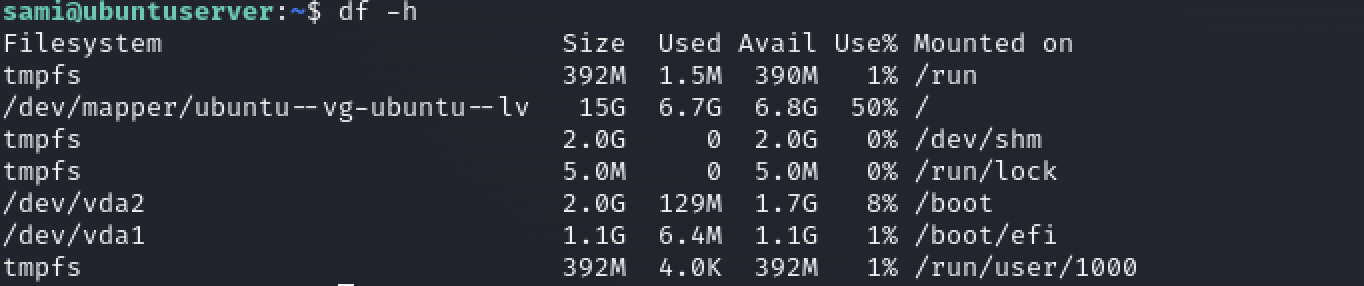 sami@ubuntuserver:~$ df -h
Filesystem                         Size  Used Avail Use% Mounted on
tmpfs                              392M  1.5M  390M   1% /run
/dev/mapper/ubuntu--vg-ubuntu--lv   15G  6.7G  6.8G  50% /
tmpfs                              2.0G     0  2.0G   0% /dev/shm
tmpfs                              5.0M     0  5.0M   0% /run/lock
/dev/vda2                          2.0G  129M  1.7G   8% /boot
/dev/vda1                          1.1G  6.4M  1.1G   1% /boot/efi
tmpfs                              392M  4.0K  392M   1% /run/user/1000